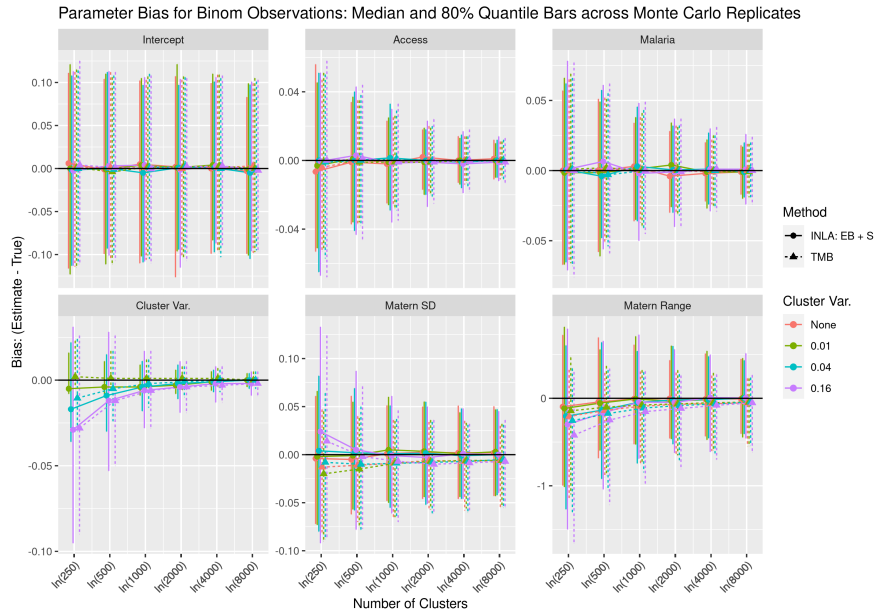 Parameter Bias for Binom Observations: Median and 80% Quantile Bars across Monte Carlo Replicates
Intercept
Access
Malaria
0.10
0.05
0.00
-0.05
-0.10
0.04
0.00
-0.04
0.05
0.00
-0.05
Cluster Var.
Matern SD
Matern Range
0.00
-0.05
-0.10
0.10
0.05
0.00
-0.05
-0.10
0
-1
ln(250)
ln(500)
ln(1000)
ln(2000)
ln(4000)
ln(8000)
ln(250)
ln(500)
ln(1000)
ln(2000)
ln(4000)
ln(8000)
ln(250)
ln(500)
ln(1000)
ln(2000)
ln(4000)
ln(8000)
Number of Clusters
Bias: (Estimate - True)
Method
INLA: EB + S
TMB
Cluster Var.
None
0.01
0.04
0.16